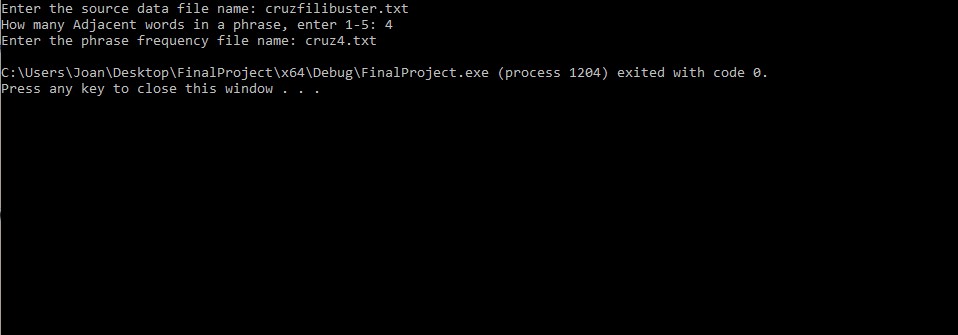 Enter the source data file name: cruzfilibuster.txt
How many Adjacent words in a phrase, enter 1-5: 4
Enter the phrase frequency file name: cruz4.txt
C:\Users\Joan\Desktop\FinalProject\x64\Debug\FinalProject.exe (process 1204) exited with code 0.
Press any key to close this window . . .